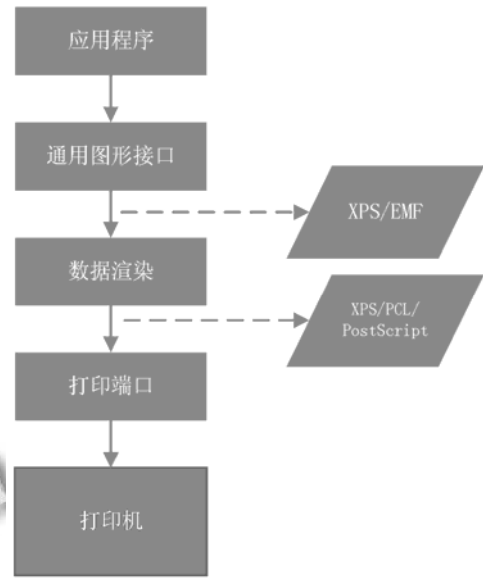 应用程序
通用图形接口
XPS/EMF
数据渲染
XPS/PCL/
PostScript
打印端口
打印机